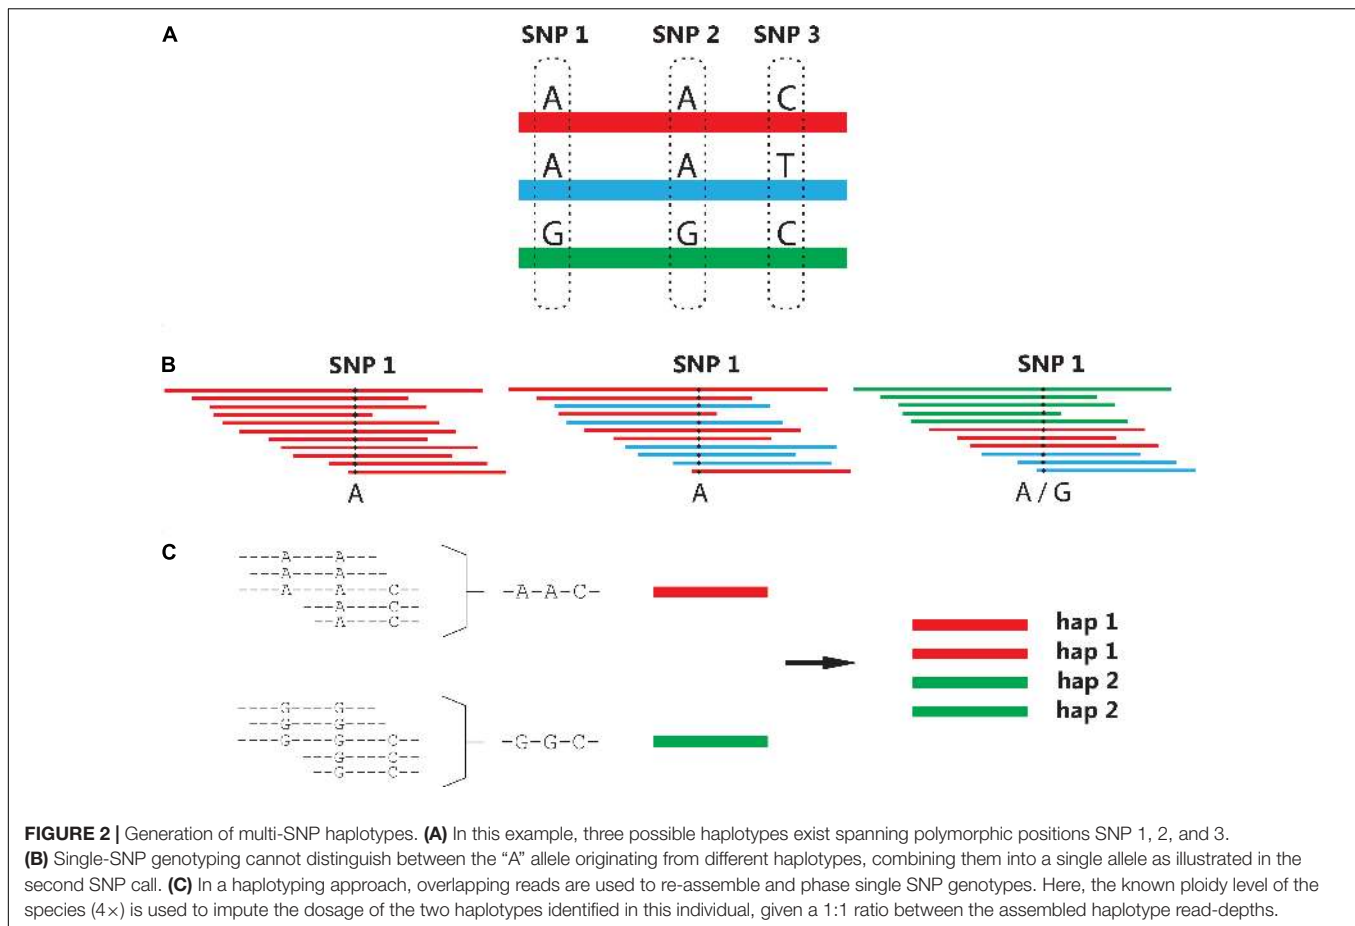 A
SNP 1 SNP 2 SNP 3
A A C
A A T
G G C
B
SNP 1 SNP 1 SNP 1
A A A / G
C
----A-----A----
----A-----A----
----A-----A-----C--
---A-----C--
---A-----C--
-A-A-C-
----G-----G----
----G-----G----
----G-----G-----C--
---G-----C--
---G-----C--
-G-G-C-
hap 1
hap 1
hap 2
hap 2
FIGURE 2 | Generation of multi-SNP haplotypes. (A) In this example, three possible haplotypes exist spanning polymorphic positions SNP 1, 2, and 3.
(B) Single-SNP genotyping cannot distinguish between the “A” allele originating from different haplotypes, combining them into a single allele as illustrated in the
second SNP call. (C) In a haplotyping approach, overlapping reads are used to re-assemble and phase single SNP genotypes. Here, the known ploidy level of the
species (4×) is used to impute the dosage of the two haplotypes identified in this individual, given a 1:1 ratio between the assembled haplotype read-depths.